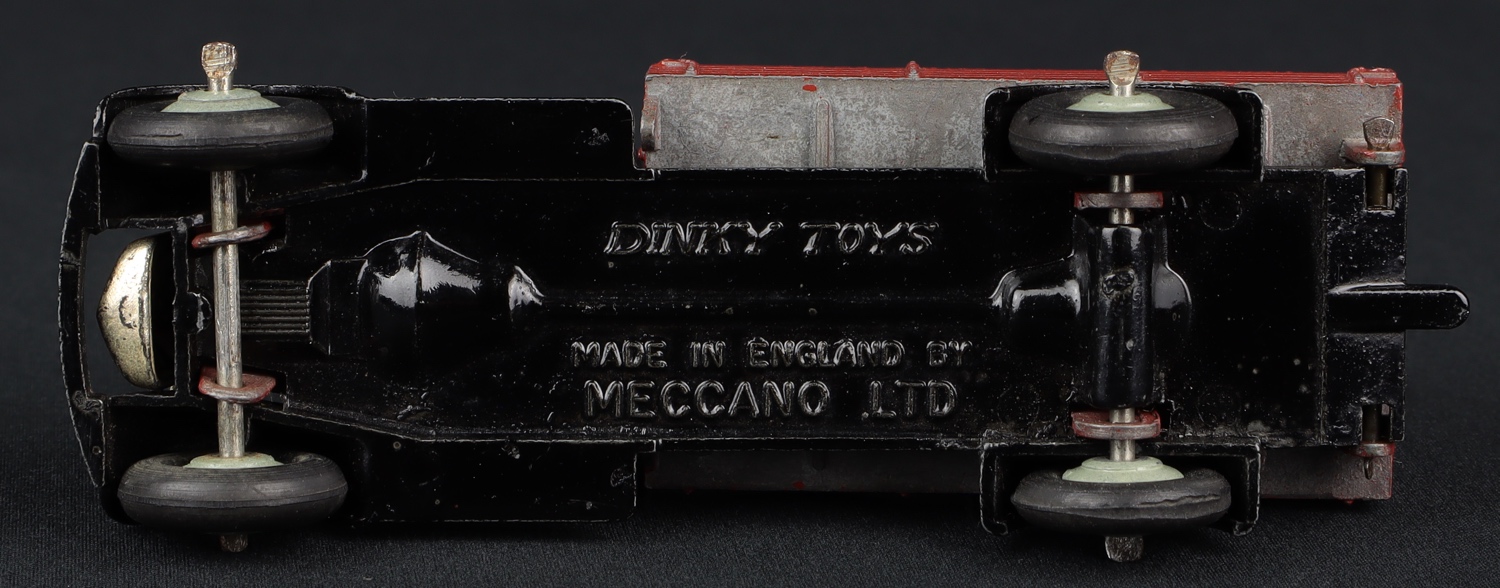 DINKY TOYS
MADE IN ENGLAND BY
MECCANO LTD